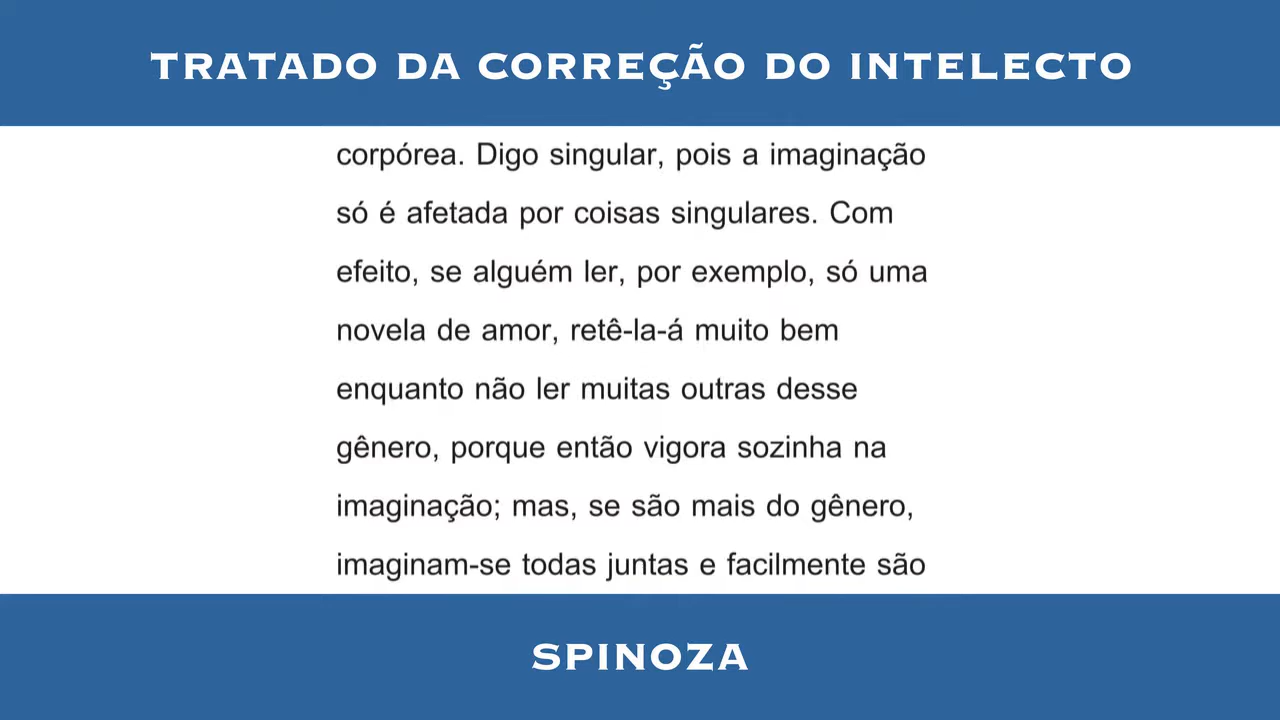 TRATADO DA CORREÇÃO DO INTELECTO
corpórea. Digo singular, pois a imaginação
só é afetada por coisas singulares. Com
efeito, se alguém ler, por exemplo, só uma
novela de amor, retê-la-á muito bem
enquanto não ler muitas outras desse
gênero, porque então vigora sozinha na
imaginação; mas, se são mais do gênero,
imaginam-se todas juntas e facilmente são
SPINOZA